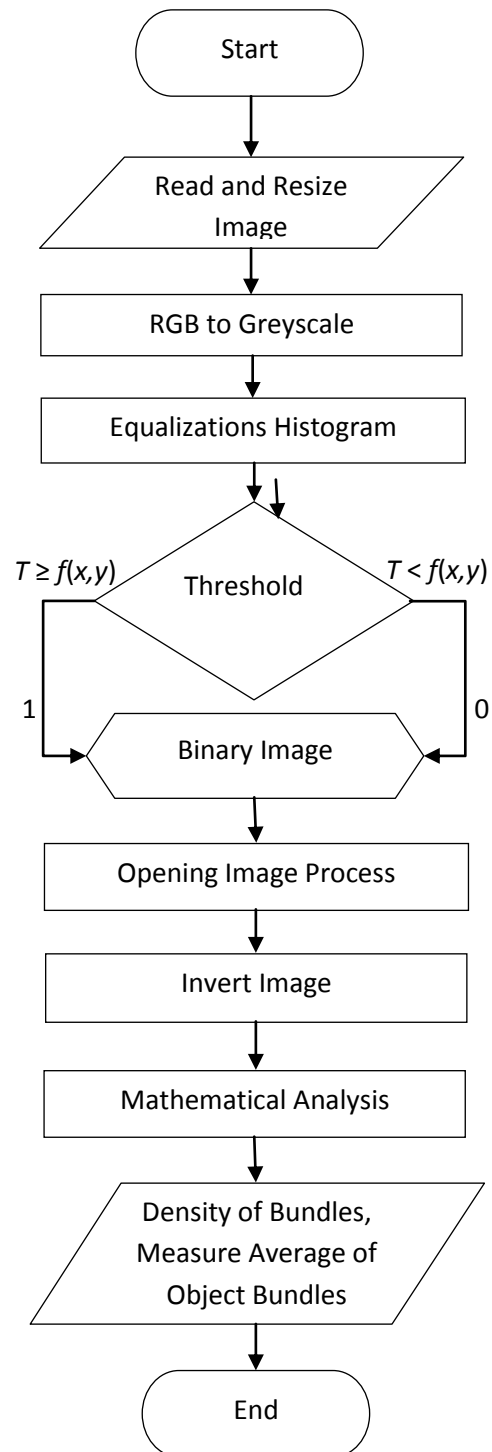 Start
Read and Resize
Image
RGB to Greyscale
Equalizations Histogram
T ≥ f(x,y)
T < f(x,y)
Threshold
1
0
Binary Image
Opening Image Process
Invert Image
Mathematical Analysis
Density of Bundles,
Measure Average of
Object Bundles
End